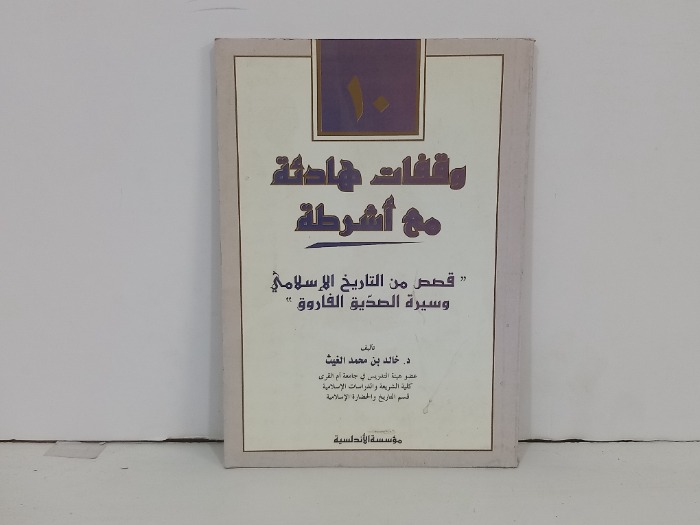 ١٠
وقفات هادئة
مع أشرطة
" قصص من التاريخ الإسلامي
وسيرة الصدّيق الفاروق "
تأليف
د. خالد بن محمد الغيث
عضو هيئة التدريس في جامعة أم القرى
كلية الشريعة والدراسات الإسلامية
قسم التاريخ والحضارة الإسلامية
مؤسسة الأندلسية